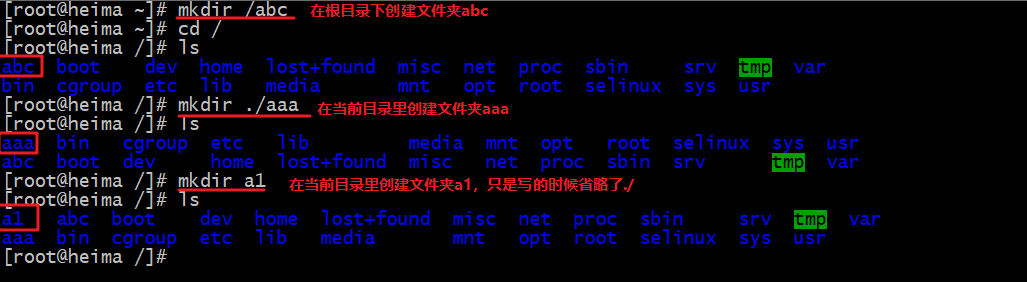 [root@heima ~]# mkdir /abc 在根目录下创建文件夹abc
[root@heima ~]# cd /
[root@heima /]# ls
abc boot dev home lost+found misc net proc sbin srv tmp var
bin cgroup etc lib media mnt opt root selinux sys usr
[root@heima /]# mkdir ./aaa 在当前目录里创建文件夹aaa
[root@heima /]# ls
aaa bin cgroup etc lib media mnt opt root selinux sys usr
abc boot dev home lost+found misc net proc sbin srv tmp var
[root@heima /]# mkdir a1 在当前目录里创建文件夹a1，只是写的时候省略了./
[root@heima /]# ls
a1 abc boot dev home lost+found misc net proc sbin srv tmp var
aaa bin cgroup etc lib media mnt opt root selinux sys usr
[root@heima /]#